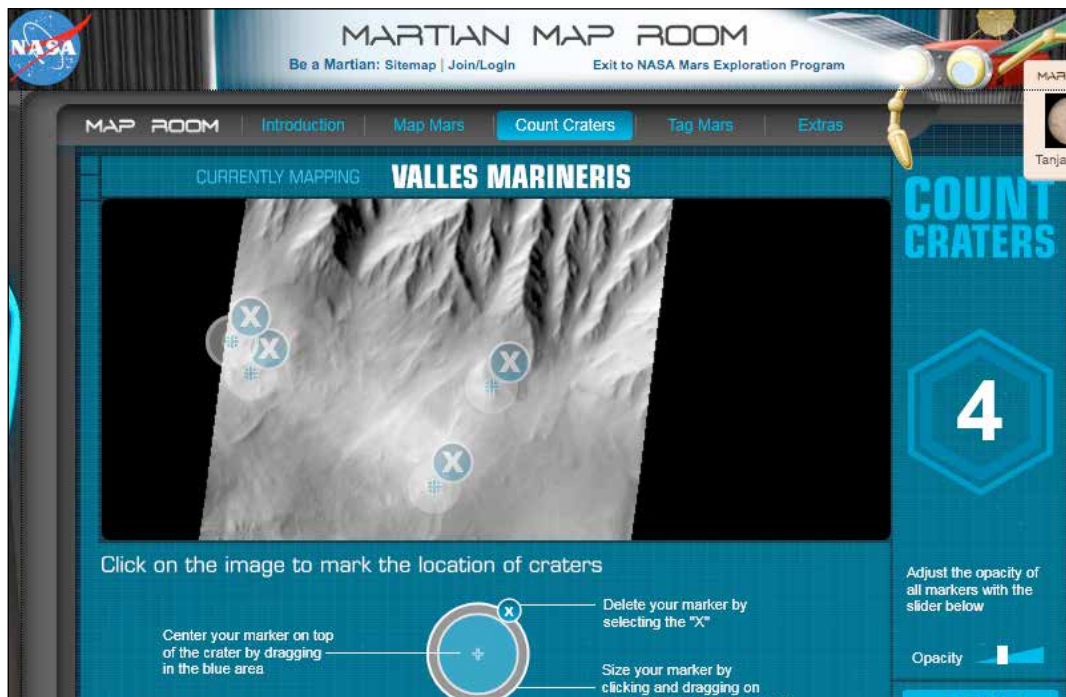 NASA
MARTIAN MAP ROOM
Be a Martian: Sitemap | Join/LogIn
Exit to NASA Mars Exploration Program
MAR
Tanja
MAP ROOM | Introduction | Map Mars | Count Craters | Tag Mars | Extras
CURRENTLY MAPPING VALLES MARINERIS
COUNT
CRATERS
X
X
X
X
4
Click on the image to mark the location of craters
Center your marker on top
of the crater by dragging
in the blue area
X
Delete your marker by
selecting the "X"
Size your marker by
clicking and dragging on
Adjust the opacity of
all markers with the
slider below
Opacity